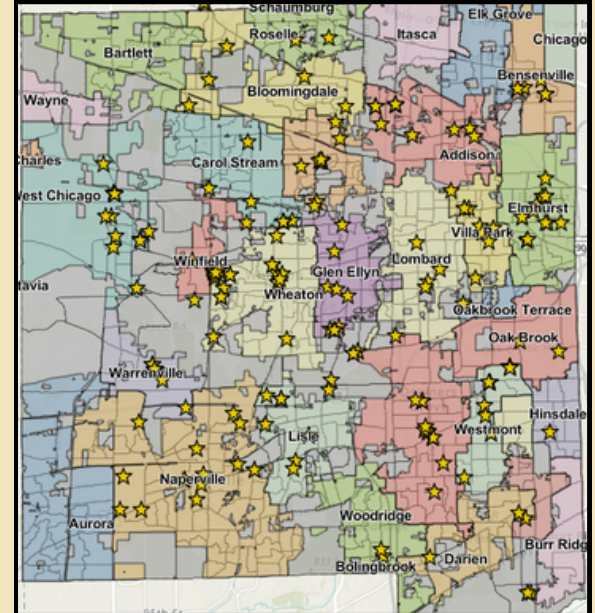 Schaumburg
Elk Grove
Roselle
Itasca
Chicago
Bartlett
Bensenville
Bloomingdale
Wayne
Addison
Charles
Carol Stream
West Chicago
Elmhurst
Villa Park
Winfield
Lombard
Glen Ellyn
tavia
Wheaton
Oakbrook Terrace
Oak Brook
Warrenville
Hinsdale
Westmont
Lisle
Naperville
Woodridge
Aurora
Burr Ridg
Darien
Bolingbrook